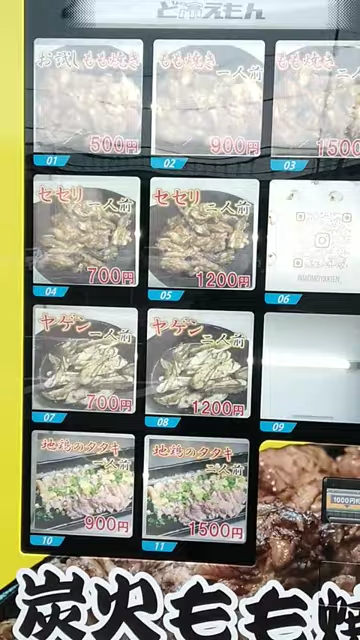 ど冷えもん
お試しもも焼き
500円
01
もも焼き
一人前
900円
02
もも焼き
二人
1500
03
セセリ
一人前
700円
04
セセリ
二人前
1200円
05
06
ヤゲン
一人前
700円
07
ヤゲン
二人前
1200円
08
09
地鶏のタタキ
一人前
900円
10
地鶏のタタキ
二人前
1500円
11
1000円札
炭火もも焼